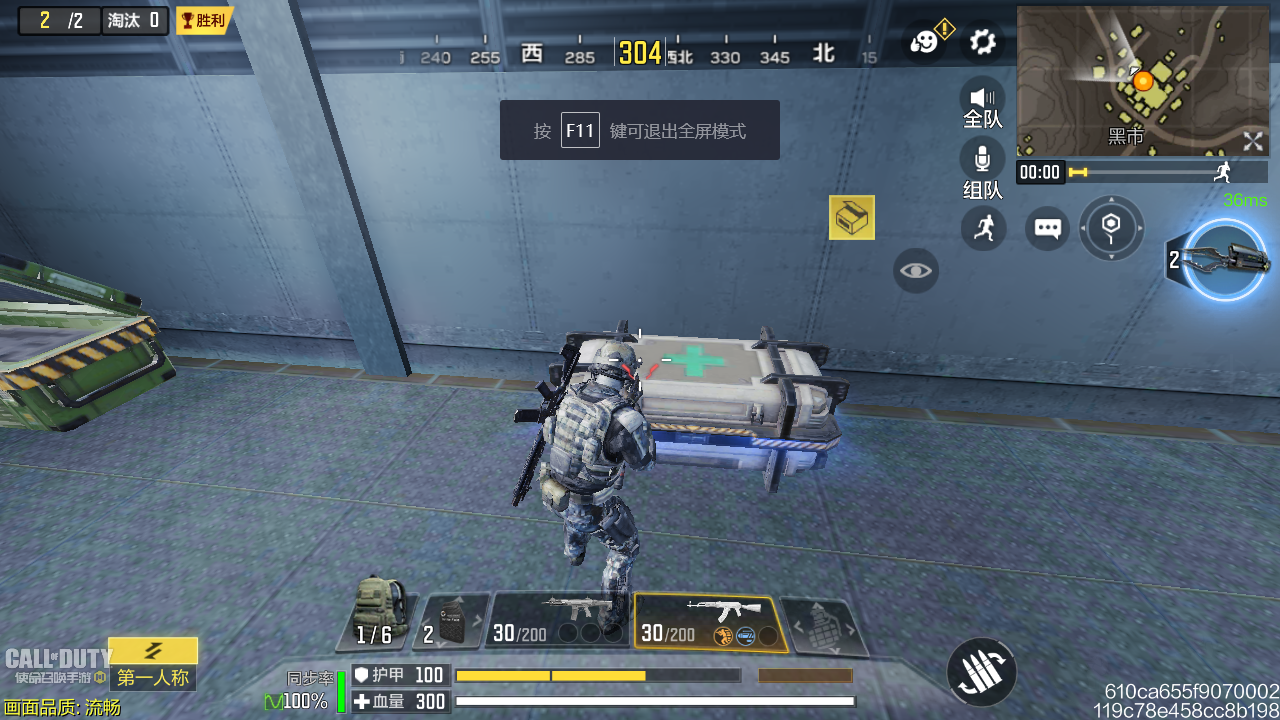 2 /2 淘汰 0 胜利
240 255 西 285 304 西北 330 345 北 15
按 F11 键可退出全屏模式
全队
组队
黑市
00:00
36ms
2
1/6
2
30/200
30/200
CALL OF DUTY
使命召唤手游
第一人称
画面品质: 流畅
同步率
100%
护甲 100
血量 300
610ca655f9070002
119c78e458cc8b198